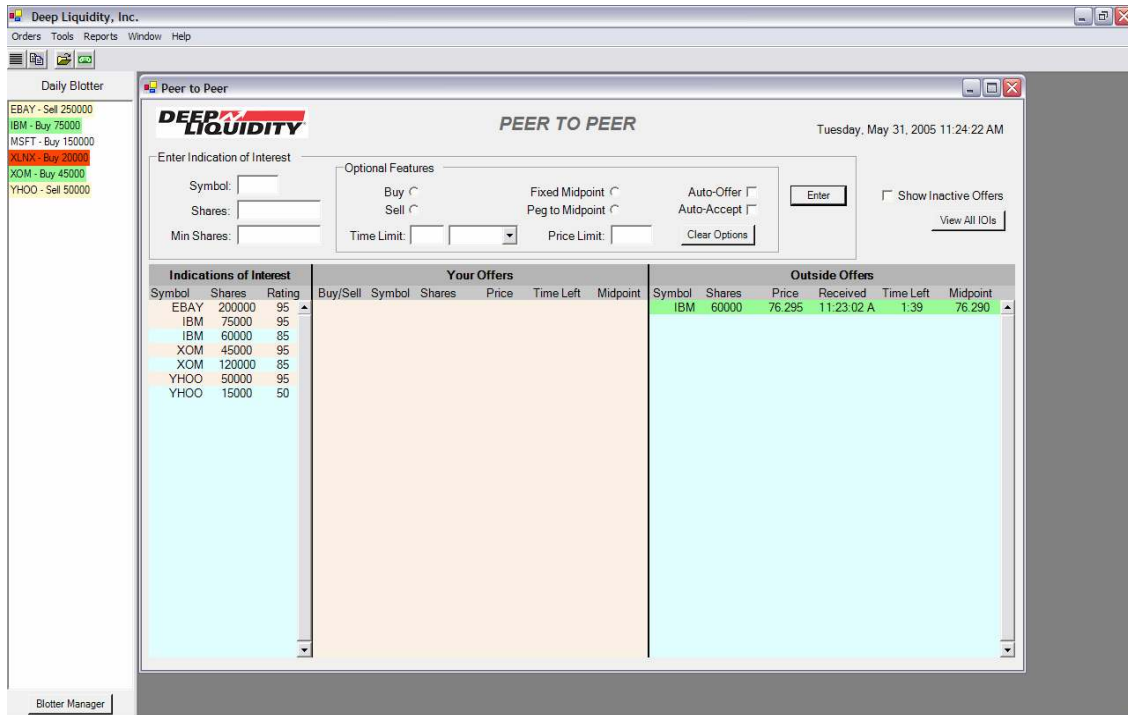 Deep Liquidity, Inc.
Orders Tools Reports Window Help
Daily Blotter
EBAY - Sell 250000
IBM - Buy 75000
MSFT - Buy 150000
XLNX - Buy 20000
XOM - Buy 45000
YHOO - Sell 50000
Blotter Manager
Peer to Peer
DEEP LIQUIDITY
PEER TO PEER
Tuesday, May 31, 2005 11:24:22 AM
Enter Indication of Interest
Symbol:
Shares:
Min Shares:
Optional Features
Buy
Sell
Time Limit:
Fixed Midpoint
Peg to Midpoint
Price Limit:
Auto-Offer
Auto-Accept
Clear Options
Enter
Show Inactive Offers
View All IOIs
Indications of Interest
Symbol Shares Rating
EBAY 200000 95
IBM 75000 95
IBM 60000 85
XOM 45000 95
XOM 120000 85
YHOO 50000 95
YHOO 15000 50
Your Offers
Buy/Sell Symbol Shares Price Time Left Midpoint
Outside Offers
Symbol Shares Price Received Time Left Midpoint
IBM 60000 76.295 11:23:02 A 1:39 76.290